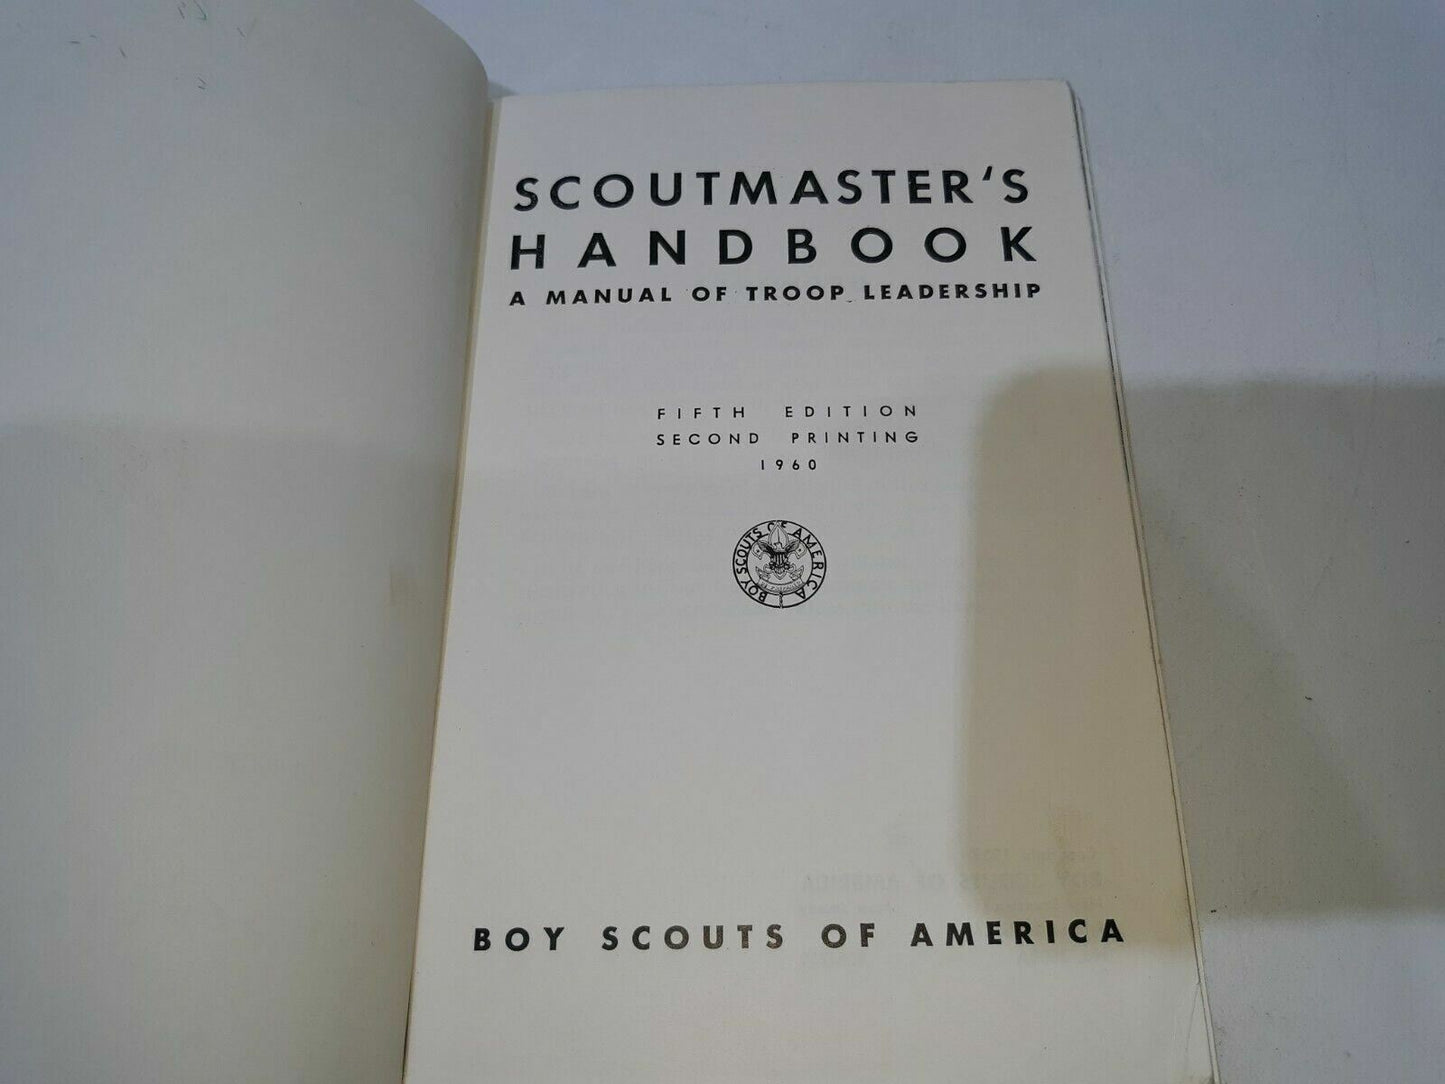 SCOUTMASTER'S
HANDBOOK
A MANUAL OF TROOP LEADERSHIP
FIFTH EDITION
SECOND PRINTING
1960
BOY SCOUTS OF AMERICA
BOY SCOUTS OF AMERICA